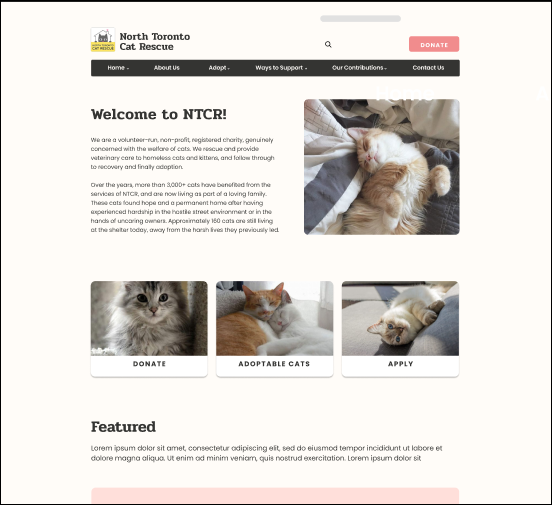 North Toronto
Cat Rescue
NORTH TORONTO
CAT RESCUE
DONATE
Home
About Us
Adopt
Ways to Support
Our Contributions
Contact Us
Home
Welcome to NTCR!
We are a volunteer-run, non-profit, registered charity, genuinely
concerned with the welfare of cats. We rescue and provide
veterinary care to homeless cats and kittens, and follow through
to recovery and finally adoption.
Over the years, more than 3,000+ cats have benefited from the
services of NTCR, and are now living as part of a loving family.
These cats found hope and a permanent home after having
experienced hardship in the hostile street environment or in the
hands of uncaring owners. Approximately 160 cats are still living
at the shelter today, away from the harsh lives they previously led.
DONATE
ADOPTABLE CATS
APPLY
Featured
Lorem ipsum dolor sit amet, consectetur adipiscing elit, sed do eiusmod tempor incididunt ut labore et
dolore magna aliqua. Ut enim ad minim veniam, quis nostrud exercitation. Lorem ipsum dolor sit